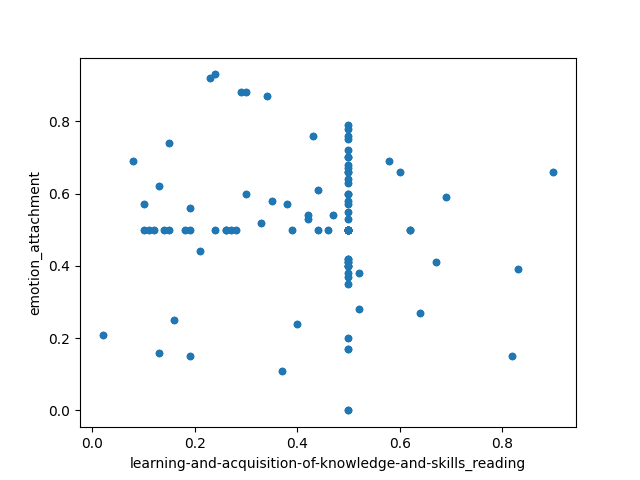 0.8
0.6
0.4
0.2
0.0
emotion_attachment
0.0 0.2 0.4 0.6 0.8
learning-and-acquisition-of-knowledge-and-skills_reading